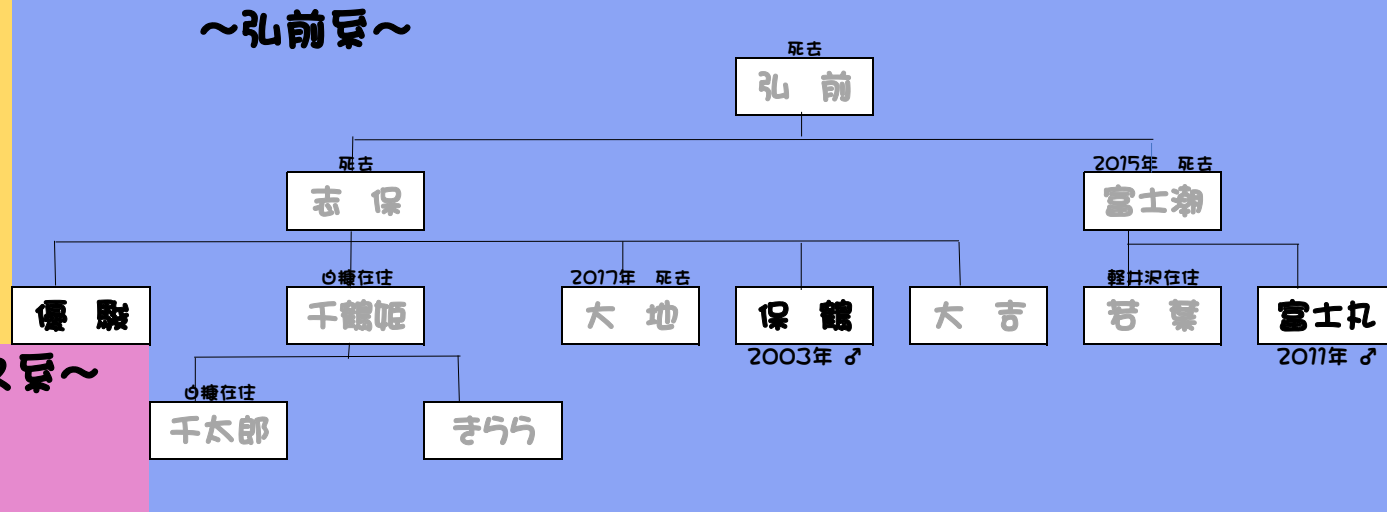 ～弘前系～
死去
弘　前
死去
志　保
2015年　死去
富士潮
優　駿
白糠在住
千鶴姫
2017年　死去
大　地
保　鶴
2003年 ♂
大　吉
軽井沢在住
若　葉
富士丸
2011年 ♂
ス系～
白糠在住
千太郎
きらら